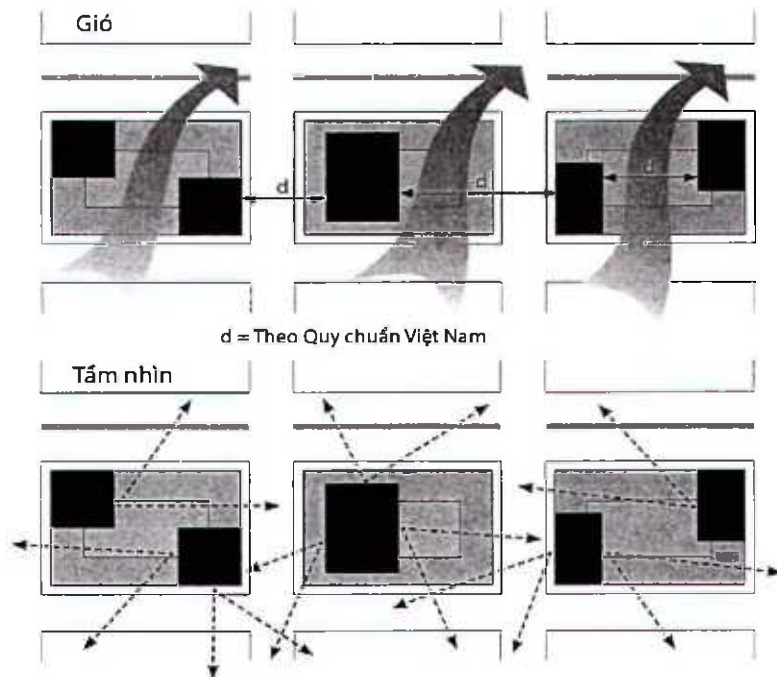 Gió
d
d
d
d = Theo Quy chuẩn Việt Nam
Tầm nhìn